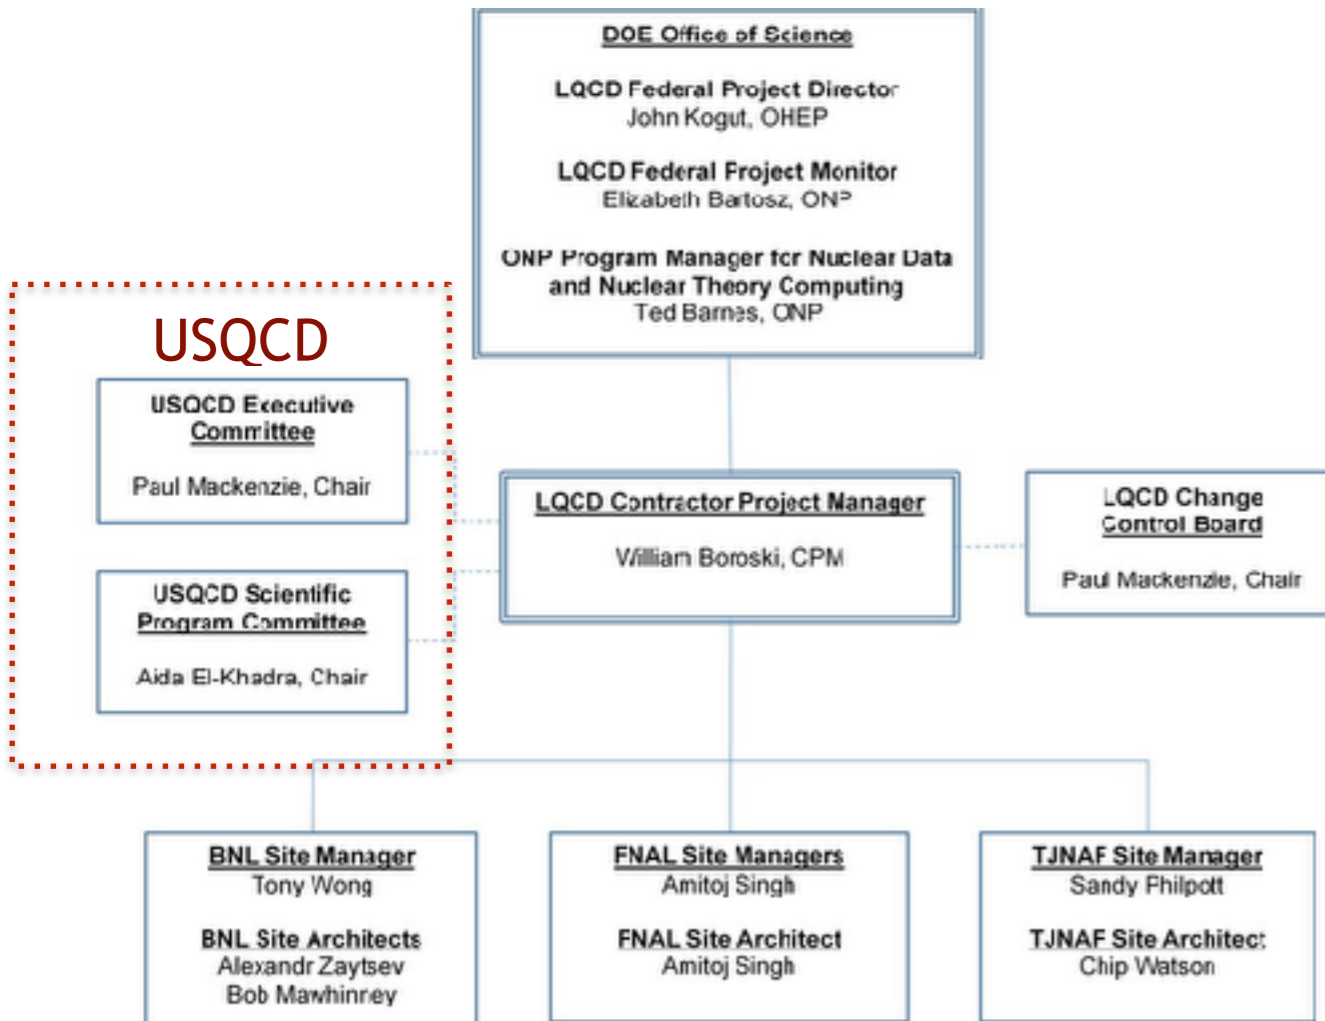 DOE Office of Science
LQCD Federal Project Director
John Kogut, OHEP
LQCD Federal Project Monitor
Elizabeth Bartosz, ONP
ONP Program Manager for Nuclear Data
and Nuclear Theory Computing
Ted Barnes, ONP
USQCD
USQCD Executive
Committee
Paul Mackenzie, Chair
USQCD Scientific
Program Committee
Aida El-Khadra, Chair
LQCD Contractor Project Manager
William Boroski, CPM
LQCD Change
Control Board
Paul Mackenzie, Chair
BNL Site Manager
Tony Wong
BNL Site Architects
Alexandr Zaytsev
Bob Mawhinney
FNAL Site Managers
Amitoj Singh
FNAL Site Architect
Amitoj Singh
TJNAF Site Manager
Sandy Philpott
TJNAF Site Architect
Chip Watson